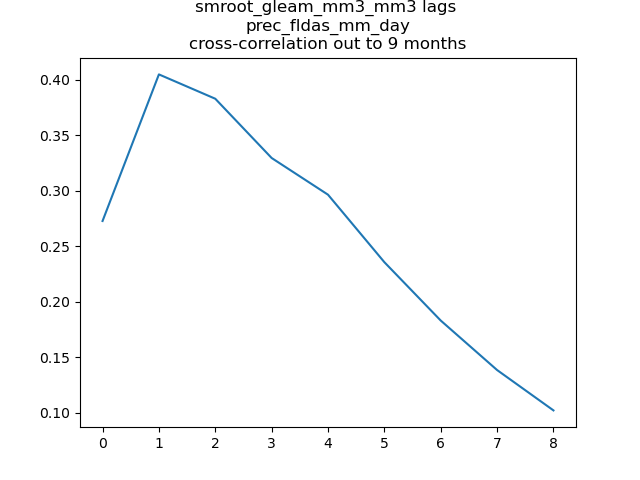 smroot_gleam_mm3_mm3 lags
prec_fldas_mm_day
cross-correlation out to 9 months
0.40
0.35
0.30
0.25
0.20
0.15
0.10
0 1 2 3 4 5 6 7 8